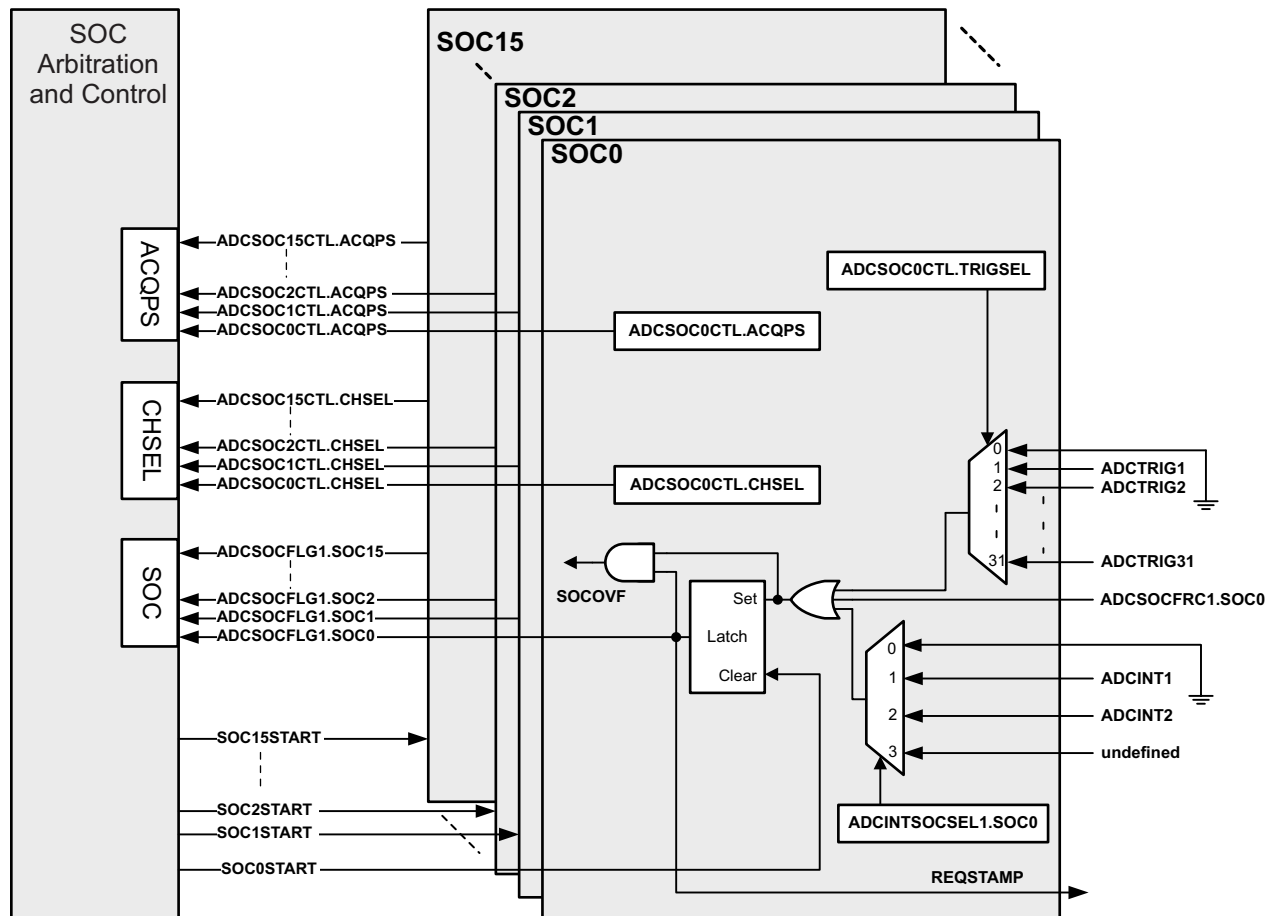 SOC
Arbitration
and Control
SOC15
SOC2
SOC1
SOC0
ACQPS
ADCSOC15CTL.ACQPS
ADCSOC2CTL.ACQPS
ADCSOC1CTL.ACQPS
ADCSOC0CTL.ACQPS
ADCSOC0CTL.ACQPS
ADCSOC0CTL.TRIGSEL
CHSEL
ADCSOC15CTL.CHSEL
ADCSOC2CTL.CHSEL
ADCSOC1CTL.CHSEL
ADCSOC0CTL.CHSEL
ADCSOC0CTL.CHSEL
0
1
2
31
ADCTRIG1
ADCTRIG2
ADCTRIG31
SOC
ADCSOCFLG1.SOC15
ADCSOCFLG1.SOC2
ADCSOCFLG1.SOC1
ADCSOCFLG1.SOC0
SOCOVF
Set
Latch
Clear
ADCSOCFRC1.SOC0
0
1
2
3
ADCINT1
ADCINT2
undefined
ADCINTSOCSEL1.SOC0
SOC15START
SOC2START
SOC1START
SOC0START
REQSTAMP